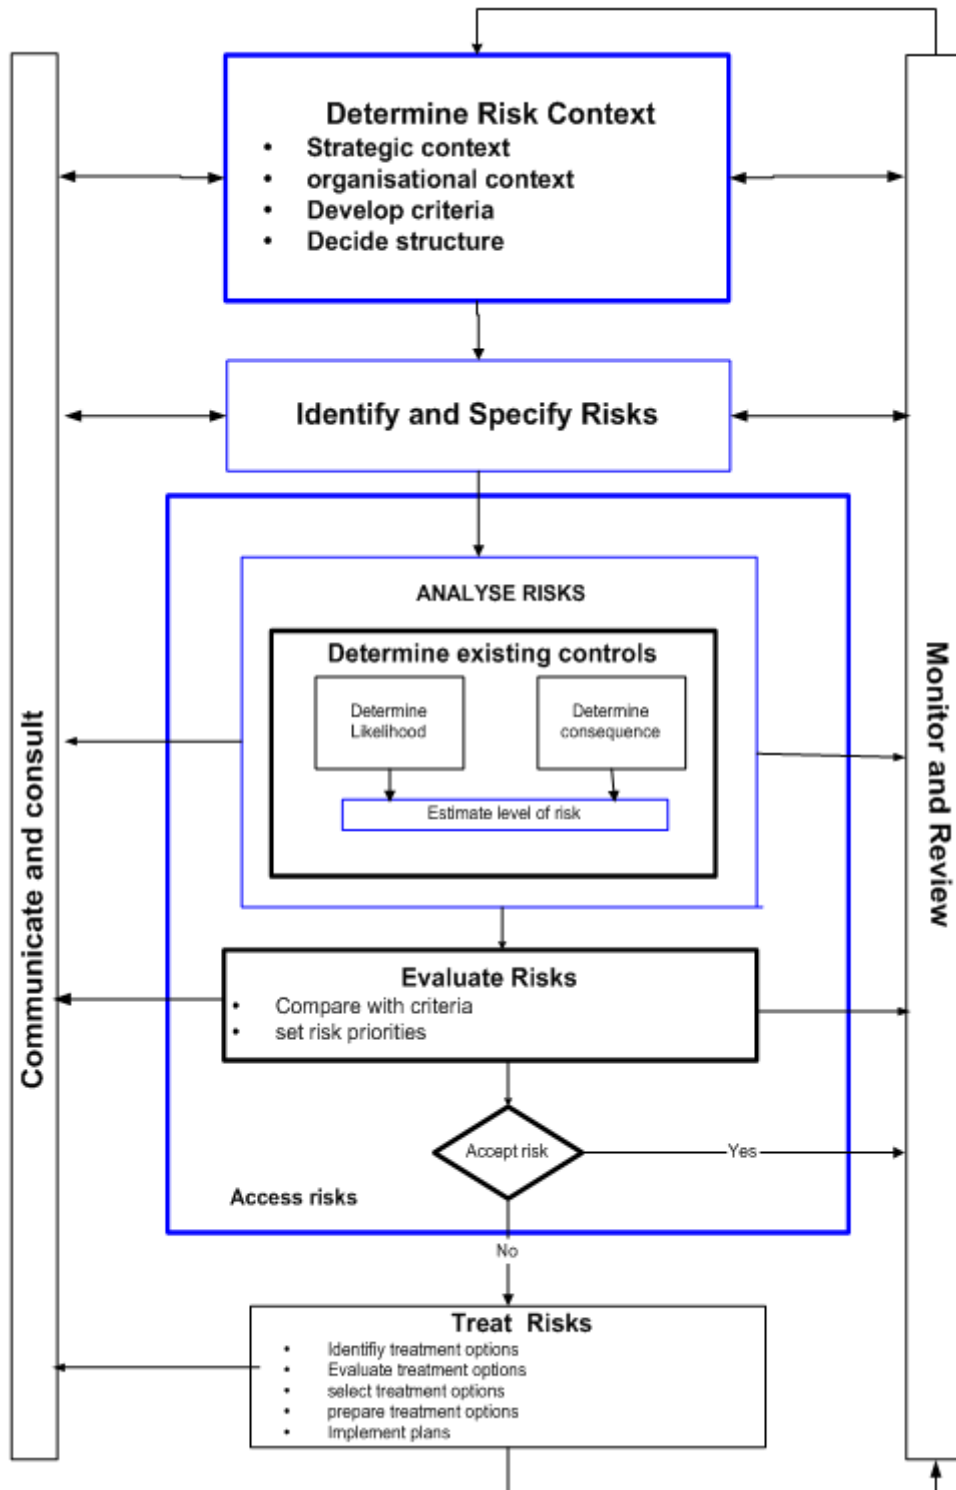 Determine Risk Context
• Strategic context
• organisational context
• Develop criteria
• Decide structure
Identify and Specify Risks
ANALYSE RISKS
Determine existing controls
Determine
Likelihood
Determine
consequence
Estimate level of risk
Evaluate Risks
• Compare with criteria
• set risk priorities
Accept risk
Yes
Access risks
No
Treat Risks
• Identifiy treatment options
• Evaluate treatment options
• select treatment options
• prepare treatment options
• Implement plans
Communicate and consult
Monitor and Review